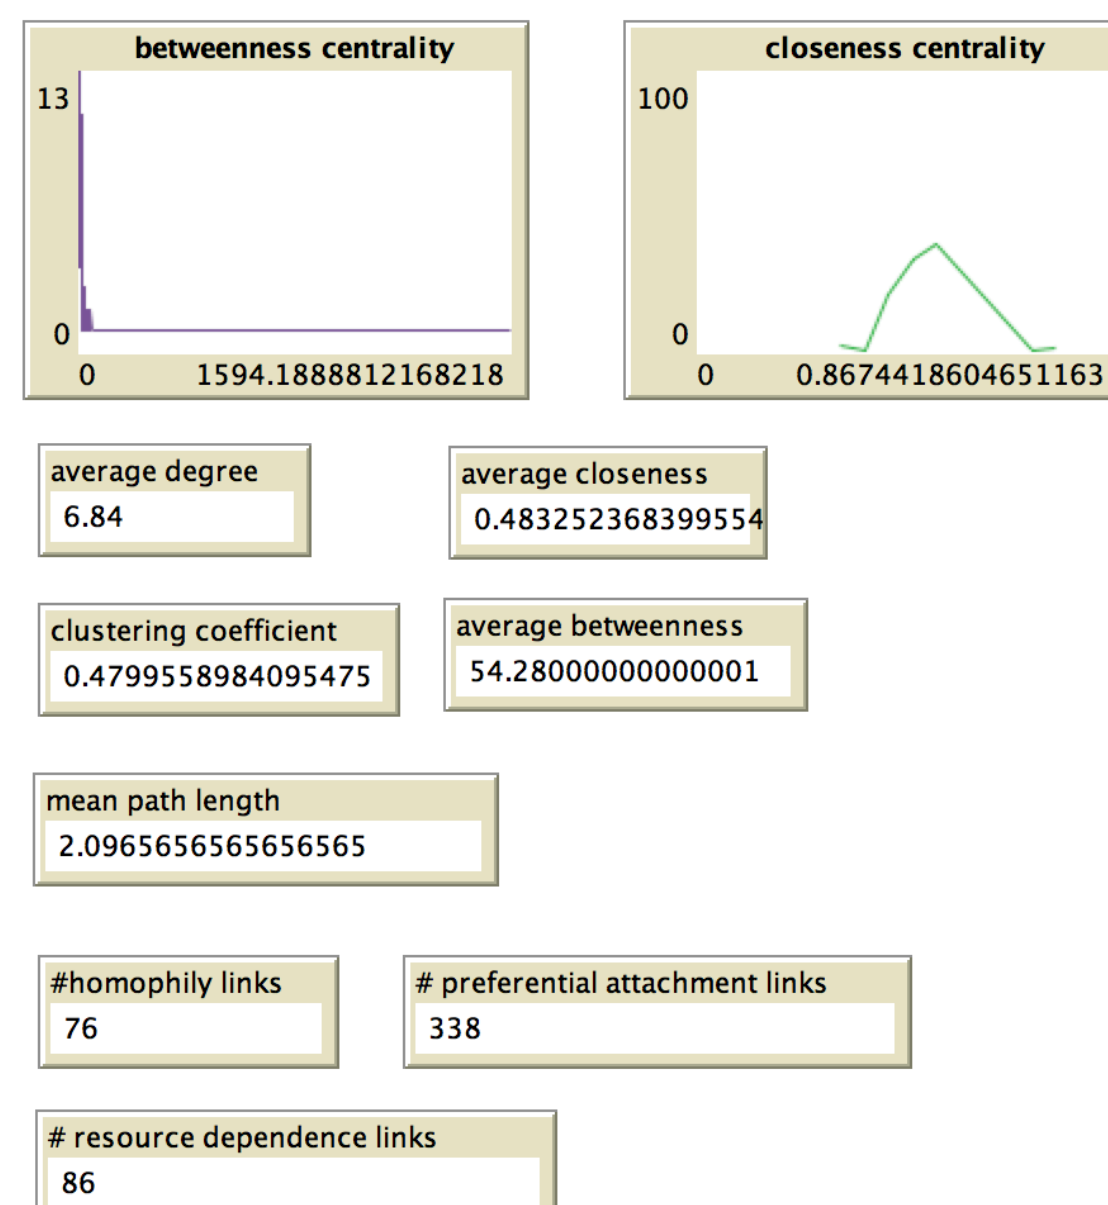 betweenness centrality
13
0
0
1594.1888812168218
closeness centrality
100
0
0
0.8674418604651163
average degree
6.84
average closeness
0.483252368399554
clustering coefficient
0.4799558984095475
average betweenness
54.28000000000001
mean path length
2.0965656565656565
#homophily links
76
# preferential attachment links
338
# resource dependence links
86